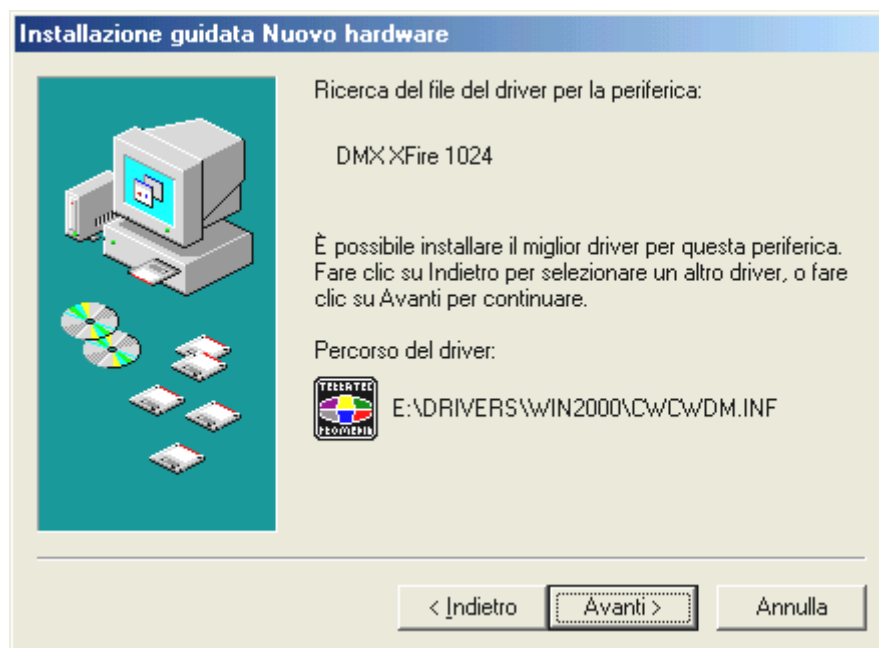 Installazione guidata Nuovo hardware
Ricerca del file del driver per la periferica:
DMX XFire 1024
È possibile installare il miglior driver per questa periferica.
Fare clic su Indietro per selezionare un altro driver, o fare
clic su Avanti per continuare.
Percorso del driver:
TERRATEC
PROMEDIA
E:\DRIVERS\WIN2000\CWCWDM.INF
< Indietro
Avanti >
Annulla